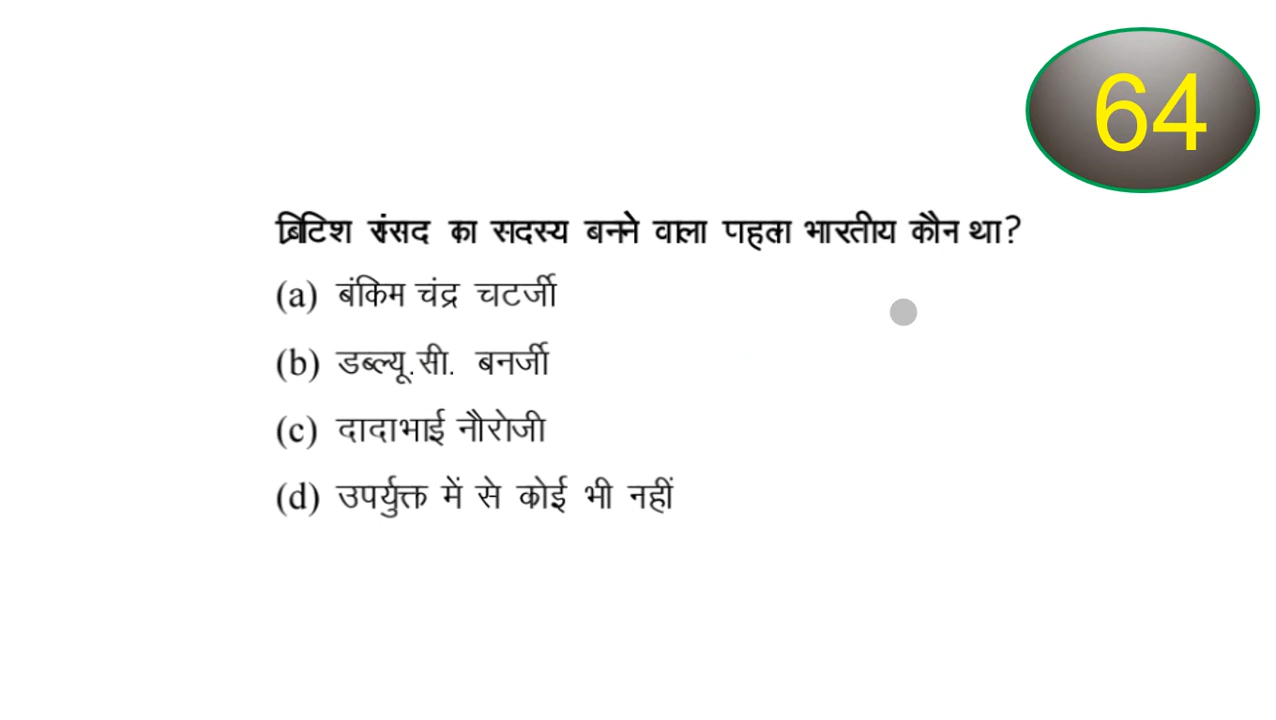 64
ब्रिटिश संसद का सदस्य बनने वाला पहला भारतीय कौन था?
(a) बंकिम चंद्र चटर्जी
(b) डब्ल्यू.सी. बनर्जी
(c) दादाभाई नौरोजी
(d) उपर्युक्त में से कोई भी नहीं